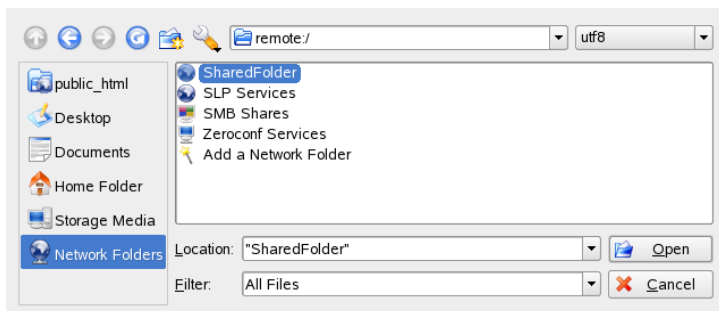 remote:/ utf8
public_html
Desktop
Documents
Home Folder
Storage Media
Network Folders
SharedFolder
SLP Services
SMB Shares
Zeroconf Services
Add a Network Folder
Location: "SharedFolder" Open
Filter: All Files Cancel